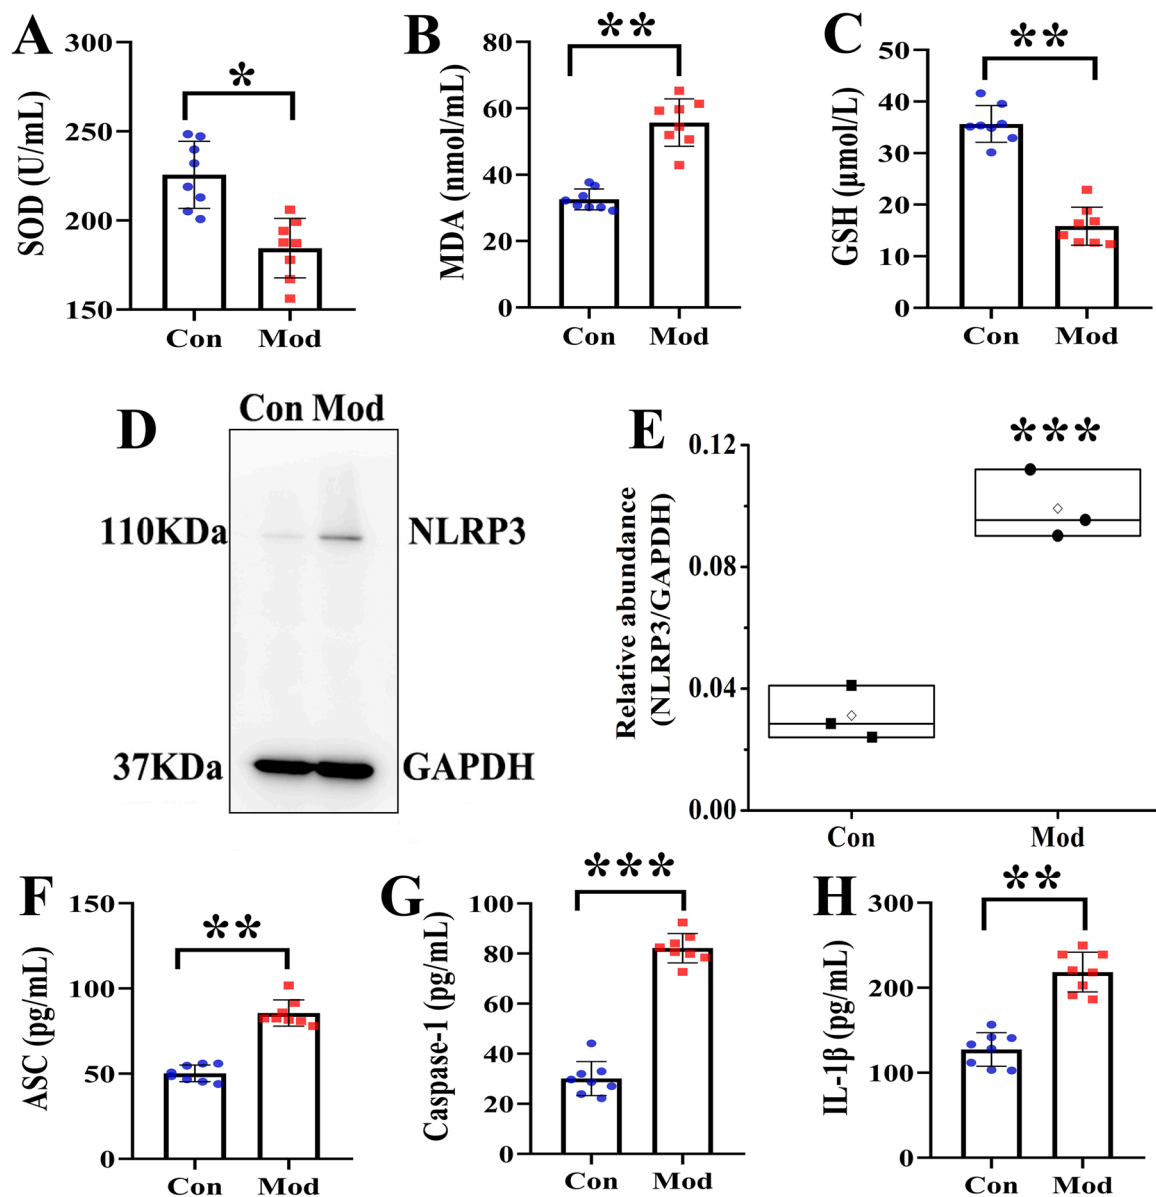 A
SOD (U/mL)
300
250
200
150
*
Con Mod
B
MDA (nmol/mL)
80
60
40
20
0
**
Con Mod
C
GSH (μmol/L)
50
40
30
20
10
0
**
Con Mod
D
Con Mod
110KDa NLRP3
37KDa GAPDH
E
Relative abundance
(NLRP3/GAPDH)
0.12
0.08
0.04
0.00
***
Con Mod
F
ASC (pg/mL)
150
100
50
0
**
Con Mod
G
Caspase-1 (pg/mL)
100
80
60
40
20
0
***
Con Mod
H
IL-1β (pg/mL)
300
200
100
0
**
Con Mod